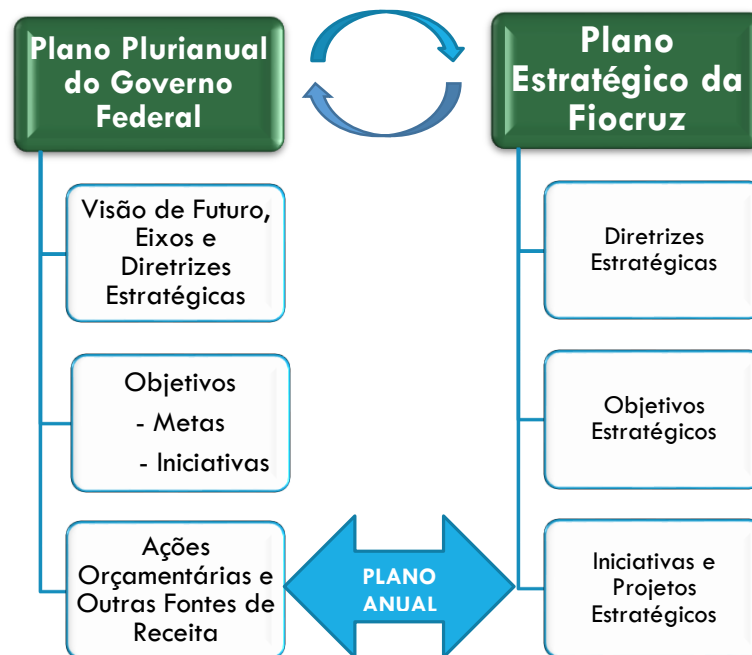 Plano Plurianual
do Governo
Federal
Visão de Futuro,
Eixos e
Diretrizes
Estratégicas
Objetivos
- Metas
- Iniciativas
Ações
Orçamentárias e
Outras Fontes de
Receita
PLANO
ANUAL
Plano
Estratégico da
Fiocruz
Diretrizes
Estratégicas
Objetivos
Estratégicos
Iniciativas e
Projetos
Estratégicos